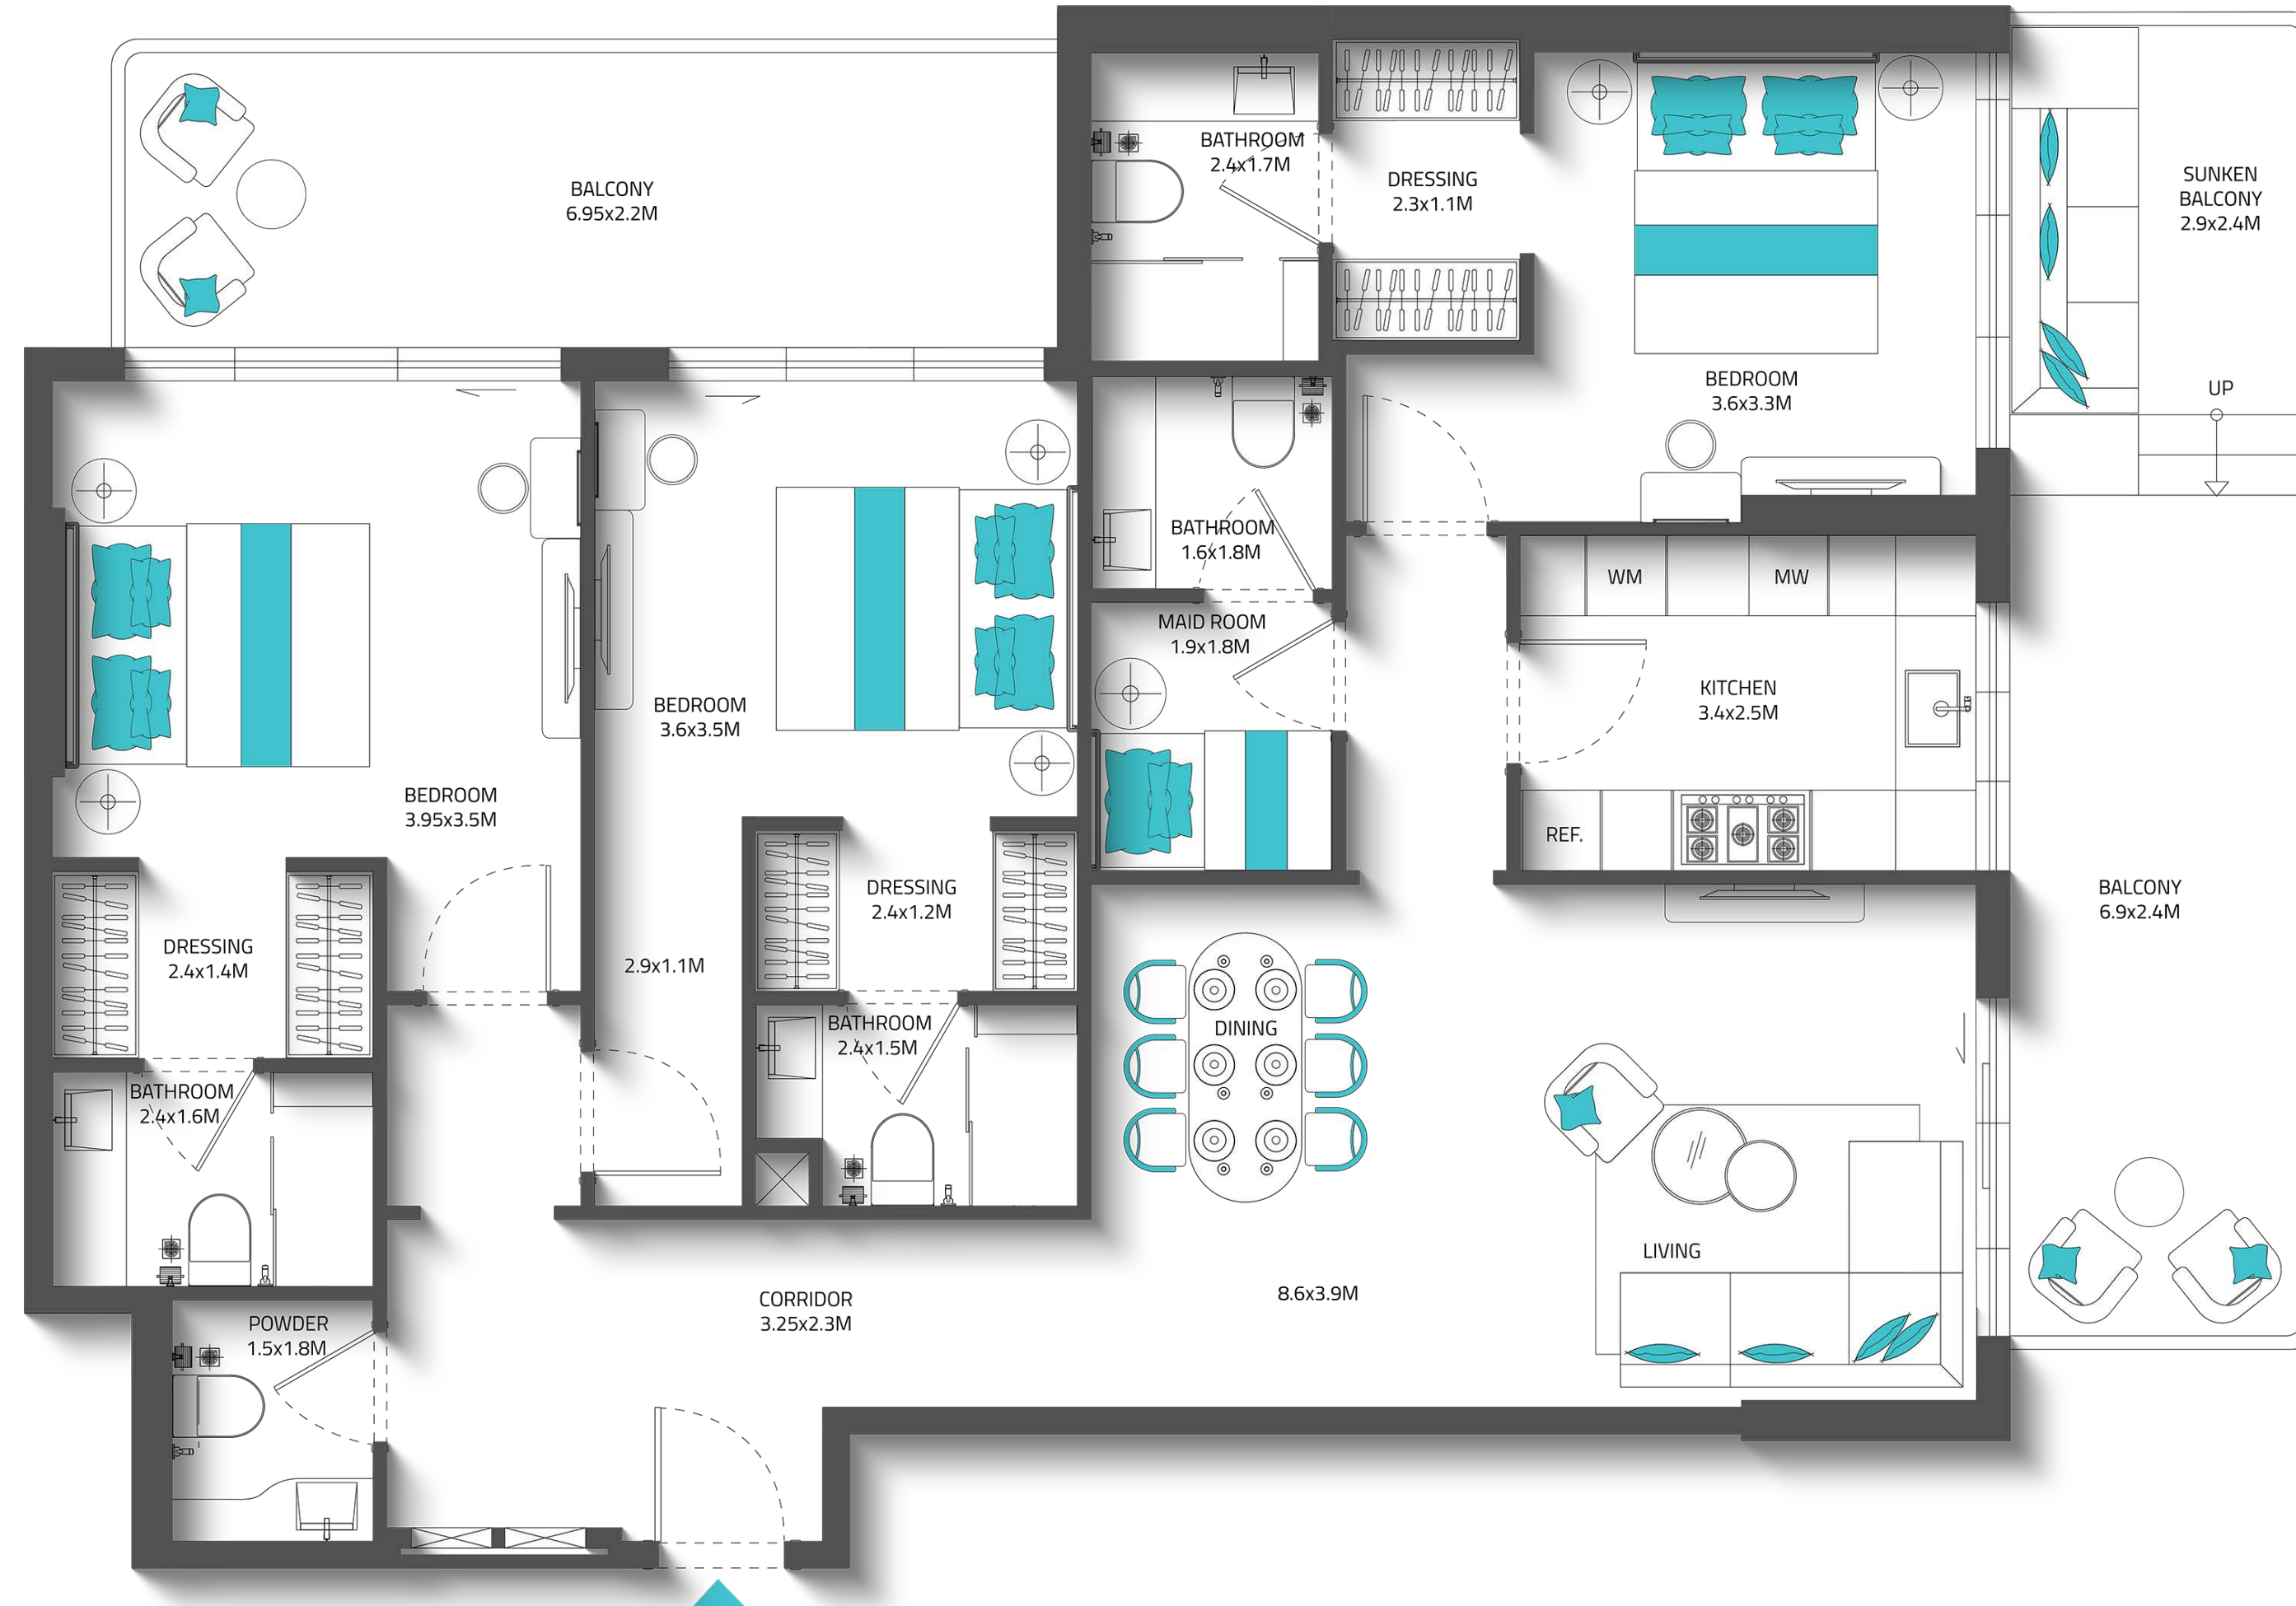 BALCONY
6.95x2.2M
BATHROOM
2.4x1.7M
DRESSING
2.3x1.1M
SUNKEN
BALCONY
2.9x2.4M
BEDROOM
3.6x3.3M
UP
BATHROOM
1.6x1.8M
WM
MW
MAID ROOM
1.9x1.8M
KITCHEN
3.4x2.5M
BEDROOM
3.6x3.5M
BEDROOM
3.95x3.5M
REF.
DRESSING
2.4x1.2M
BALCONY
6.9x2.4M
DRESSING
2.4x1.4M
2.9x1.1M
BATHROOM
2.4x1.5M
DINING
BATHROOM
2.4x1.6M
LIVING
8.6x3.9M
CORRIDOR
3.25x2.3M
POWDER
1.5x1.8M